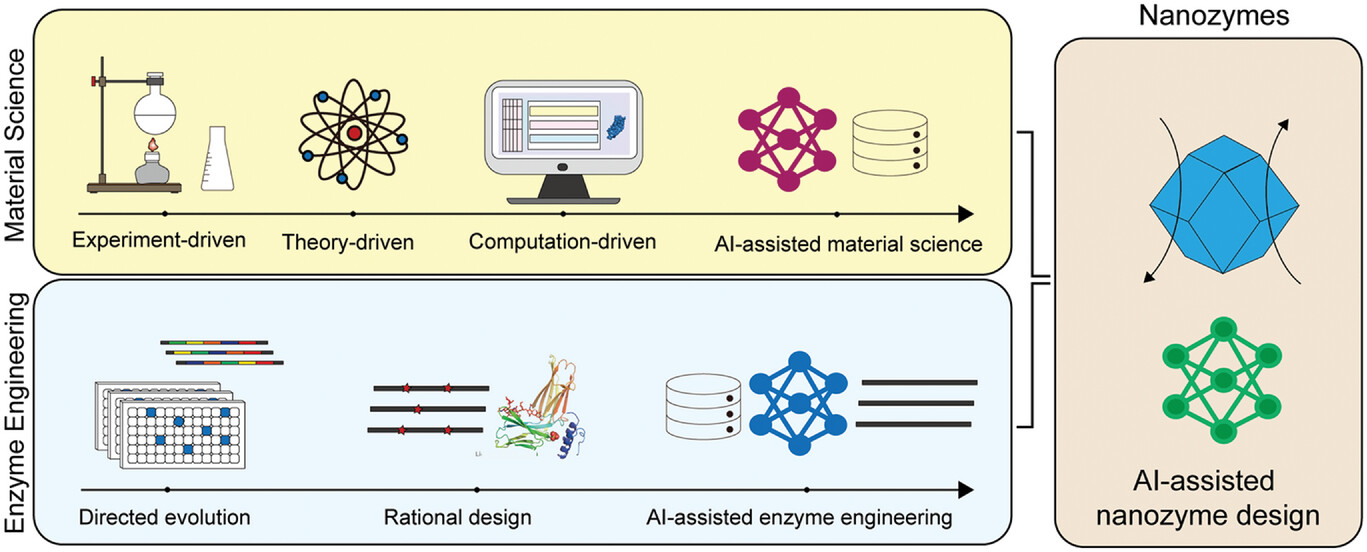 Material Science
Experiment-driven
Theory-driven
Computation-driven
AI-assisted material science
Enzyme Engineering
Directed evolution
Rational design
AI-assisted enzyme engineering
Nanozymes
AI-assisted
nanozyme design